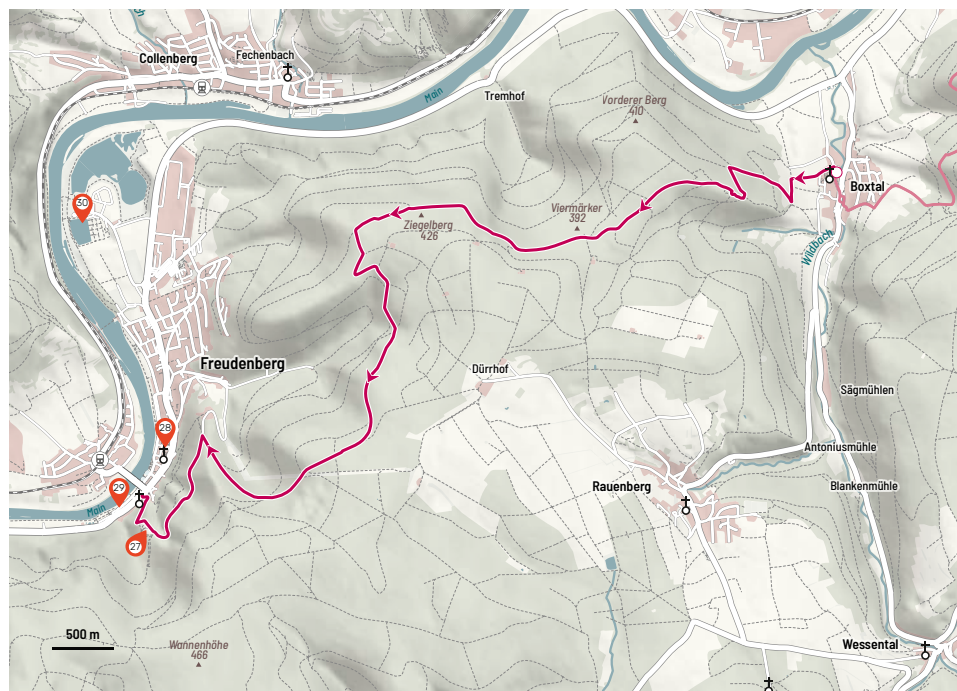 Collenberg
Fechenbach
Main
Tremhof
Vorderer Berg
410
Boxtal
30
Viermärker
392
Ziegelberg
426
Wildbach
Freudenberg
Dürrhof
Sägmühlen
28
Antoniusmühle
29
Rauenberg
Blankenmühle
Main
27
500 m
Wannenhöhe
466
Wessental